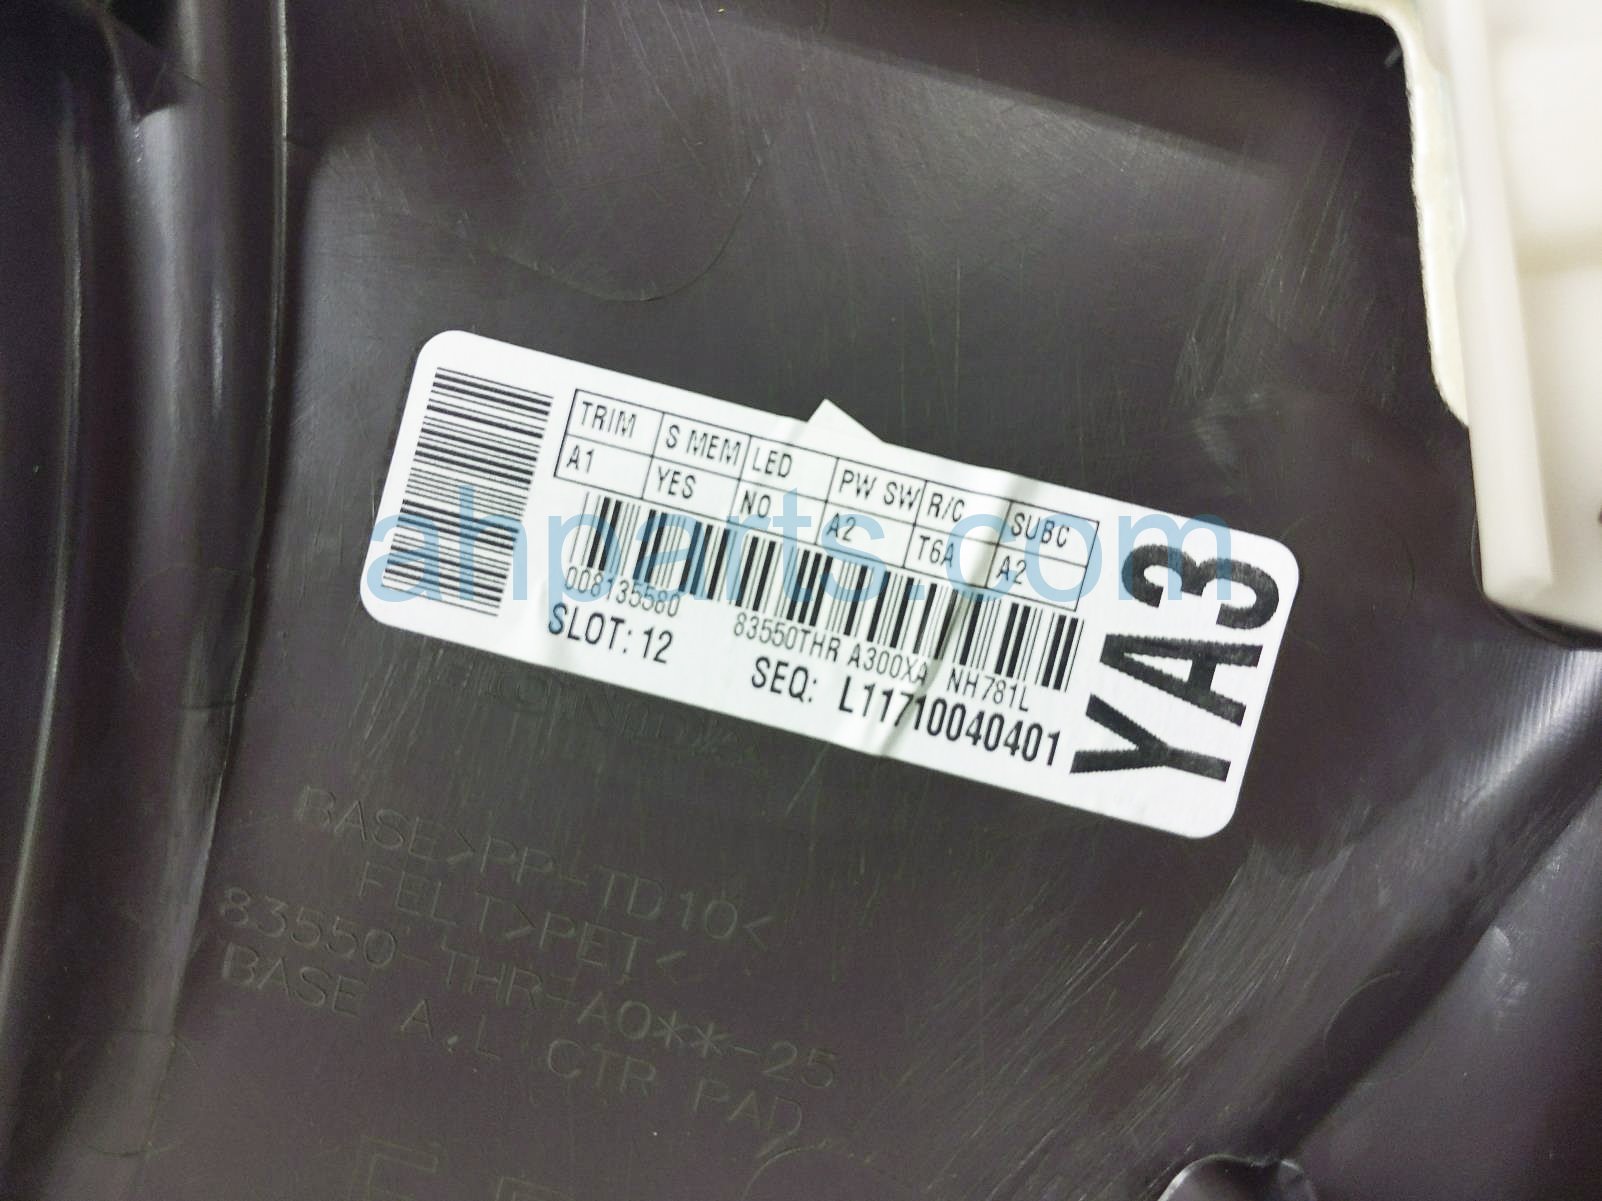 TRIM S MEM LED PW SW R/C SUBC
A1 YES NO A2 T6A A2
008135580 83550THR A300XA NH781L
SLOT: 12 SEQ: L11710040401
YA3
ahparts.com
BASE>PP-TD10<
FELT>PET<
83550-THR-A0**-25
BASE A,L CTR PAD